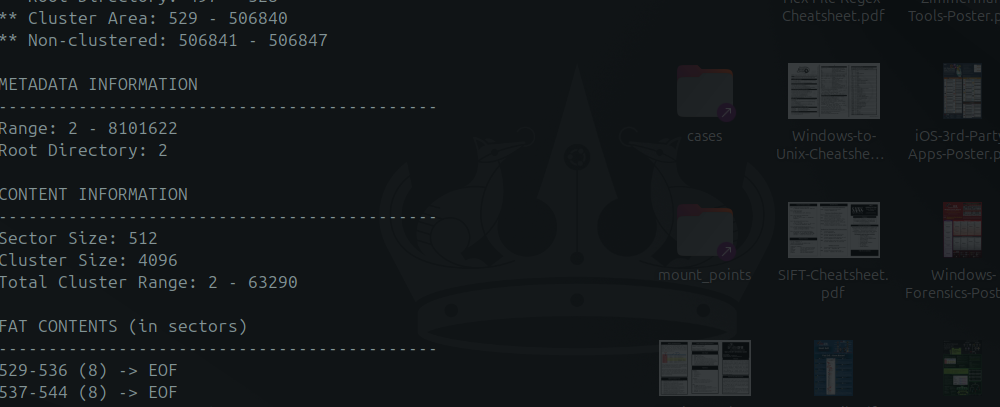 ** Cluster Area: 529 - 506840
** Non-clustered: 506841 - 506847
METADATA INFORMATION
--------------------------------------------
Range: 2 - 8101622
Root Directory: 2
CONTENT INFORMATION
--------------------------------------------
Sector Size: 512
Cluster Size: 4096
Total Cluster Range: 2 - 63290
FAT CONTENTS (in sectors)
--------------------------------------------
529-536 (8) -> EOF
537-544 (8) -> EOF
Cheatsheet.pdf
Tools-Poster.p
cases
Windows-to-
Unix-Cheatshe...
iOS-3rd-Party
Apps-Poster.p
mount_points
SIFT-Cheatsheet.
pdf
Windows-
Forensics-Post